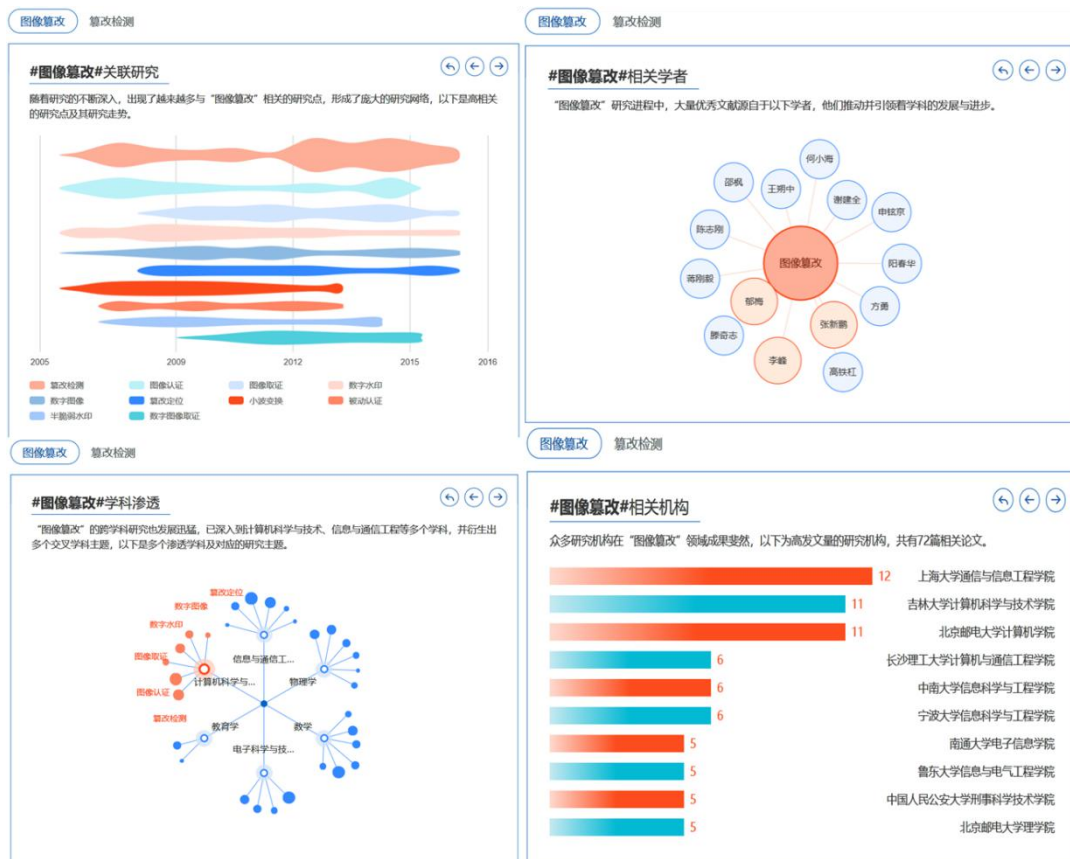 图像篡改 篡改检测
#图像篡改#关联研究
随着研究的不断深入，出现了越来越多与“图像篡改”相关的研究点，形成了庞大的研究网络，以下是高相关
的研究点及其研究走势。
2005 2009 2012 2015 2016
篡改检测 图像认证 图像取证 数字水印
数字图像 篡改定位 小波变换 被动认证
半脆弱水印 数字图像取证
图像篡改 篡改检测
#图像篡改#相关学者
“图像篡改”研究进程中，大量优秀文献源自于以下学者，他们推动并引领着学科的发展与进步。
何小海
邵枫
王朔中
谢建全
申铉京
陈志刚
图像篡改
阳春华
蒋刚毅
郁梅
方勇
滕奇志
张新鹏
李峰
高铁杠
图像篡改 篡改检测
#图像篡改#学科渗透
“图像篡改”的跨学科研究也发展迅猛，已深入到计算机科学与技术、信息与通信工程等多个学科，并衍生出
多个交叉学科主题，以下是多个渗透学科及对应的研究主题。
篡改定位
数字图像
数字水印
图像取证
信息与通信工...
计算机科学与...
物理学
图像认证
篡改检测
教育学
数学
电子科学与技...
图像篡改 篡改检测
#图像篡改#相关机构
众多研究机构在“图像篡改”领域成果斐然，以下为高发文量的研究机构，共有72篇相关论文。
12 上海大学通信与信息工程学院
11 吉林大学计算机科学与技术学院
11 北京邮电大学计算机学院
6 长沙理工大学计算机与通信工程学院
6 中南大学信息科学与工程学院
6 宁波大学信息科学与工程学院
5 南通大学电子信息学院
5 鲁东大学信息与电气工程学院
5 中国人民公安大学刑事科学技术学院
5 北京邮电大学理学院